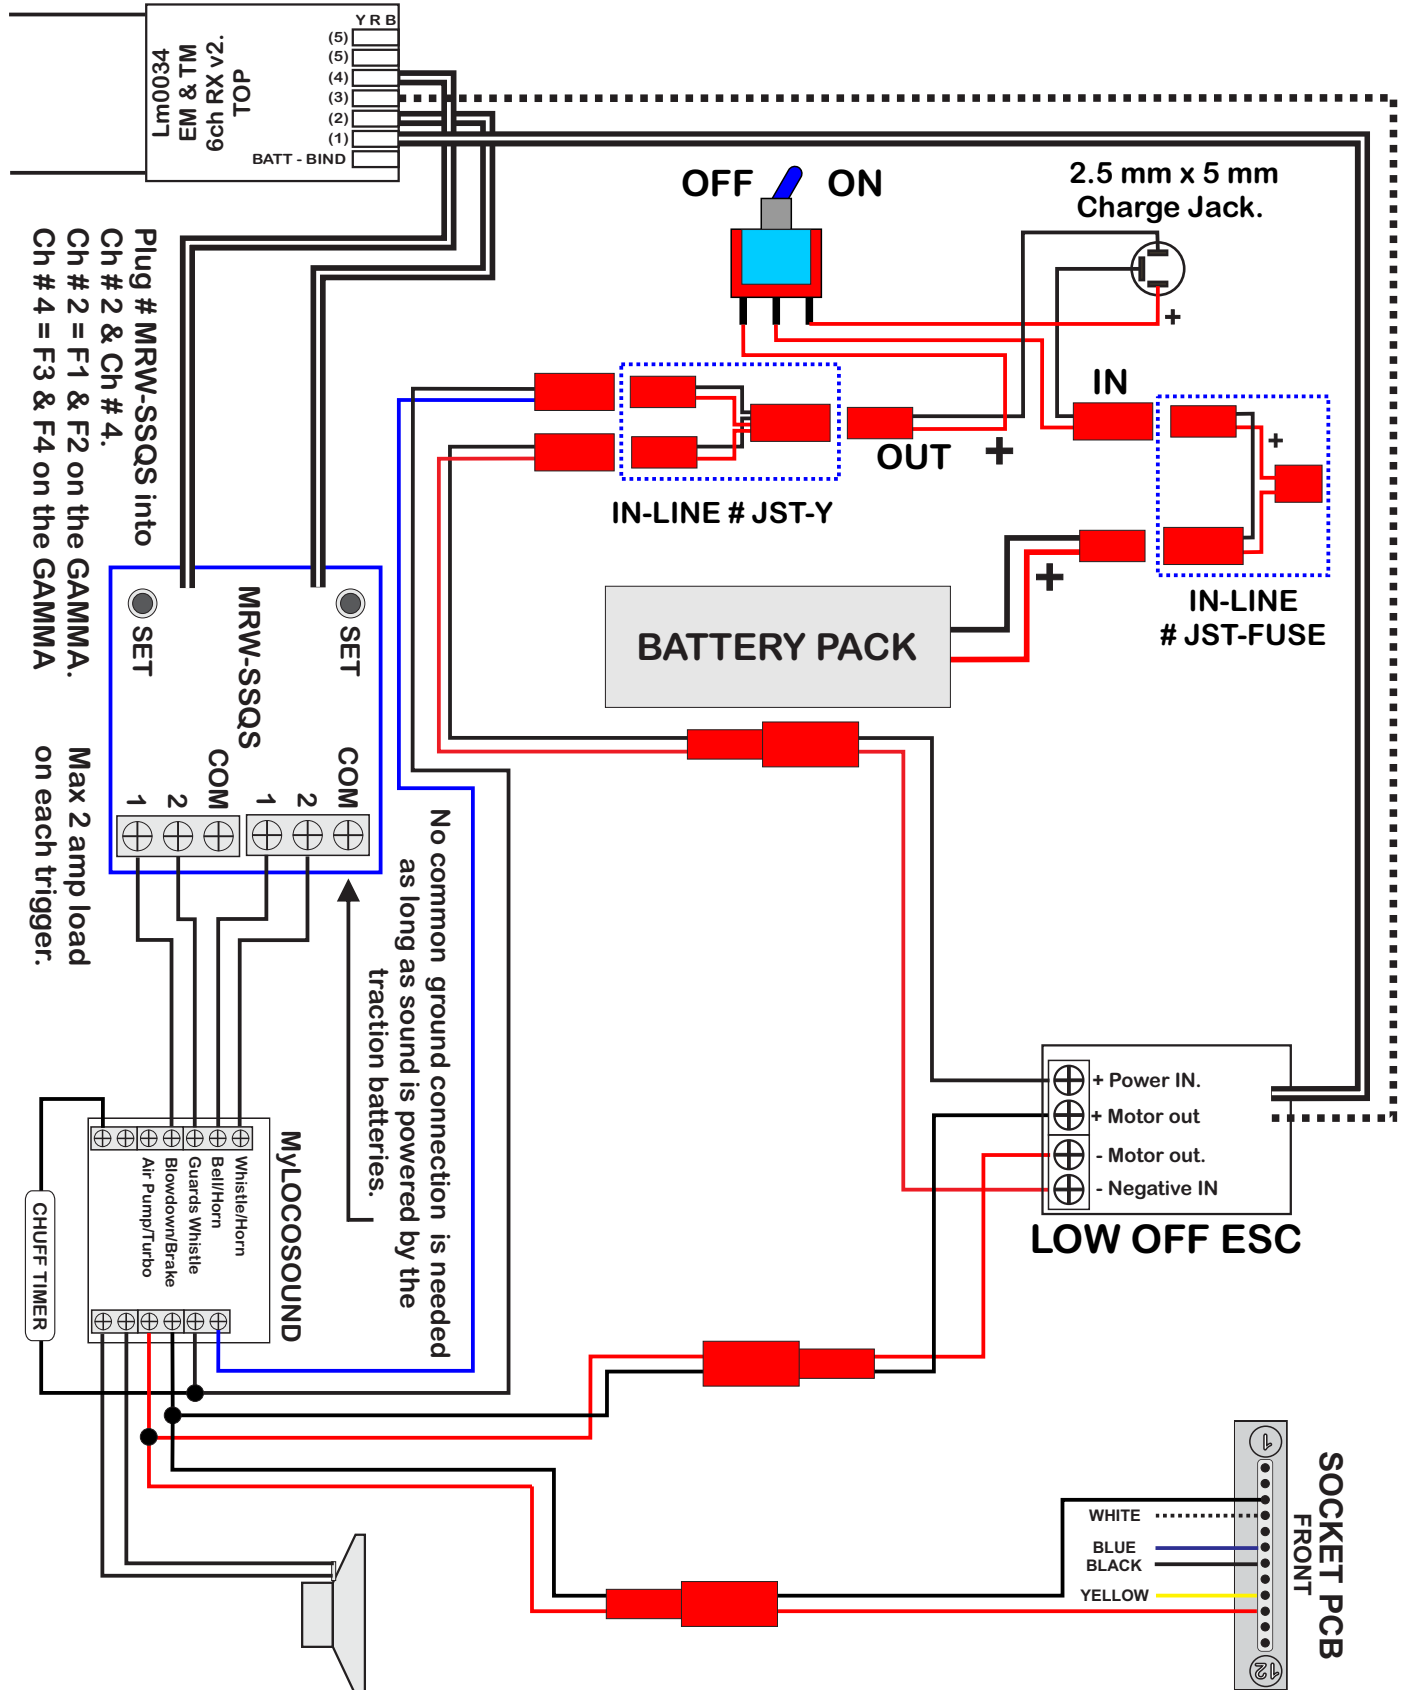 Lm0034
EM & TM
6ch RX v2.
TOP
Y R B
(5)
(5)
(4)
(3)
(2)
(1)
BATT - BIND
OFF
ON
2.5 mm x 5 mm
Charge Jack.
+
Plug # MRW-SSQS into
Ch # 2 & Ch # 4.
Ch # 2 = F1 & F2 on the GAMMA.
Ch # 4 = F3 & F4 on the GAMMA
IN
+
OUT
+
IN-LINE # JST-Y
+
IN-LINE
# JST-FUSE
BATTERY PACK
SET
SET
MRW-SSQS
1
2
COM
1
2
COM
Max 2 amp load
on each trigger.
No common ground connection is needed
as long as sound is powered by the
traction batteries.
+ Power IN.
+ Motor out
- Motor out.
- Negative IN
LOW OFF ESC
MyLOCOSOUND
Whistle/Horn
Bell/Horn
Guards Whistle
Blowdown/Brake
Air Pump/Turbo
CHUFF TIMER
1
SOCKET PCB
FRONT
WHITE
BLUE
BLACK
YELLOW
12